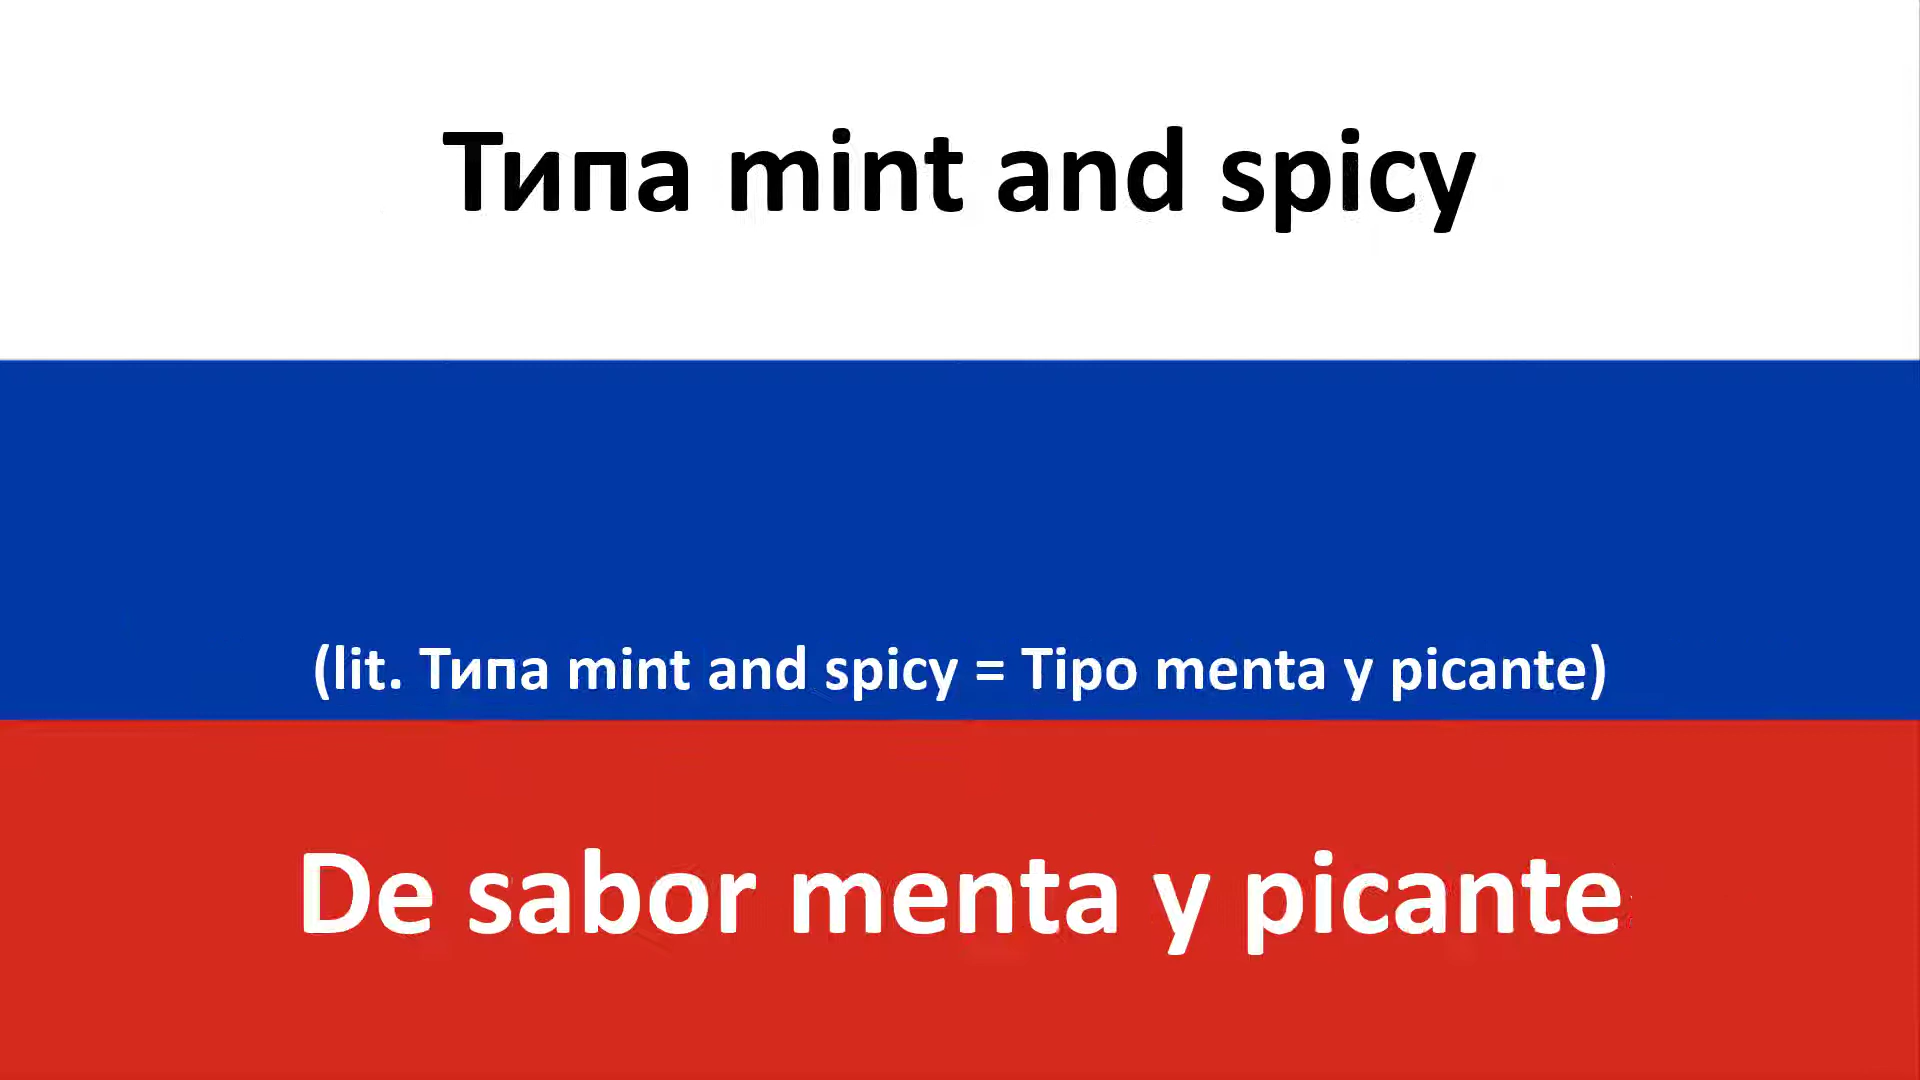 Типа mint and spicy
(lit. Типа mint and spicy = Tipo menta y picante)
De sabor menta y picante